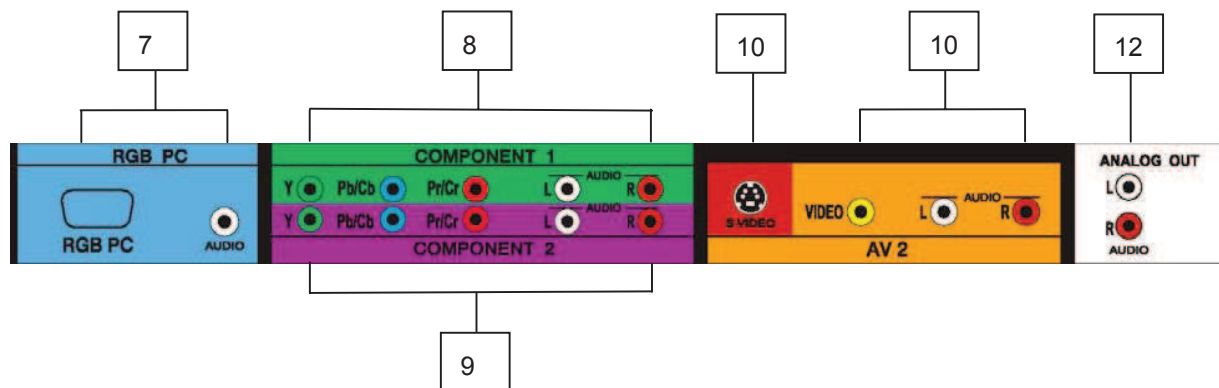 7 8 10 10 12
RGB PC
COMPONENT 1
ANALOG OUT
Y Pb/Cb Pr/Cr L AUDIO R
L
S-VIDEO
VIDEO L AUDIO R
Y Pb/Cb Pr/Cr L AUDIO R
R
RGB PC AUDIO
COMPONENT 2
AV 2
AUDIO
9